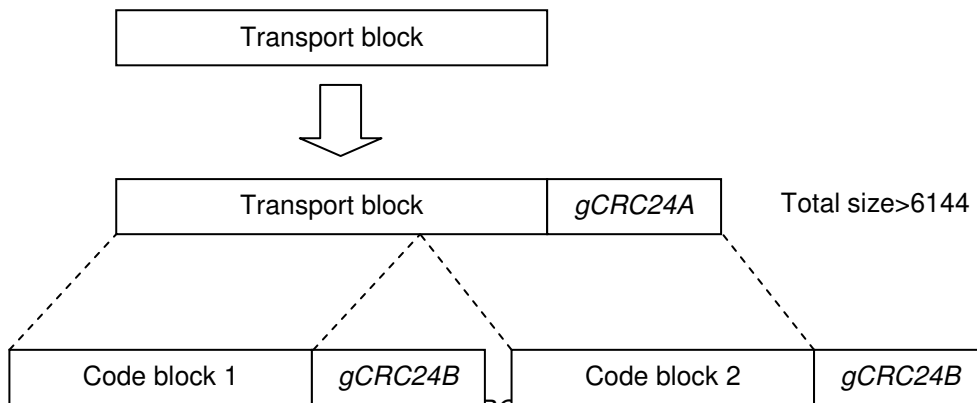 Transport block
Transport block gCRC24A Total size>6144
Code block 1 gCRC24B Code block 2 gCRC24B